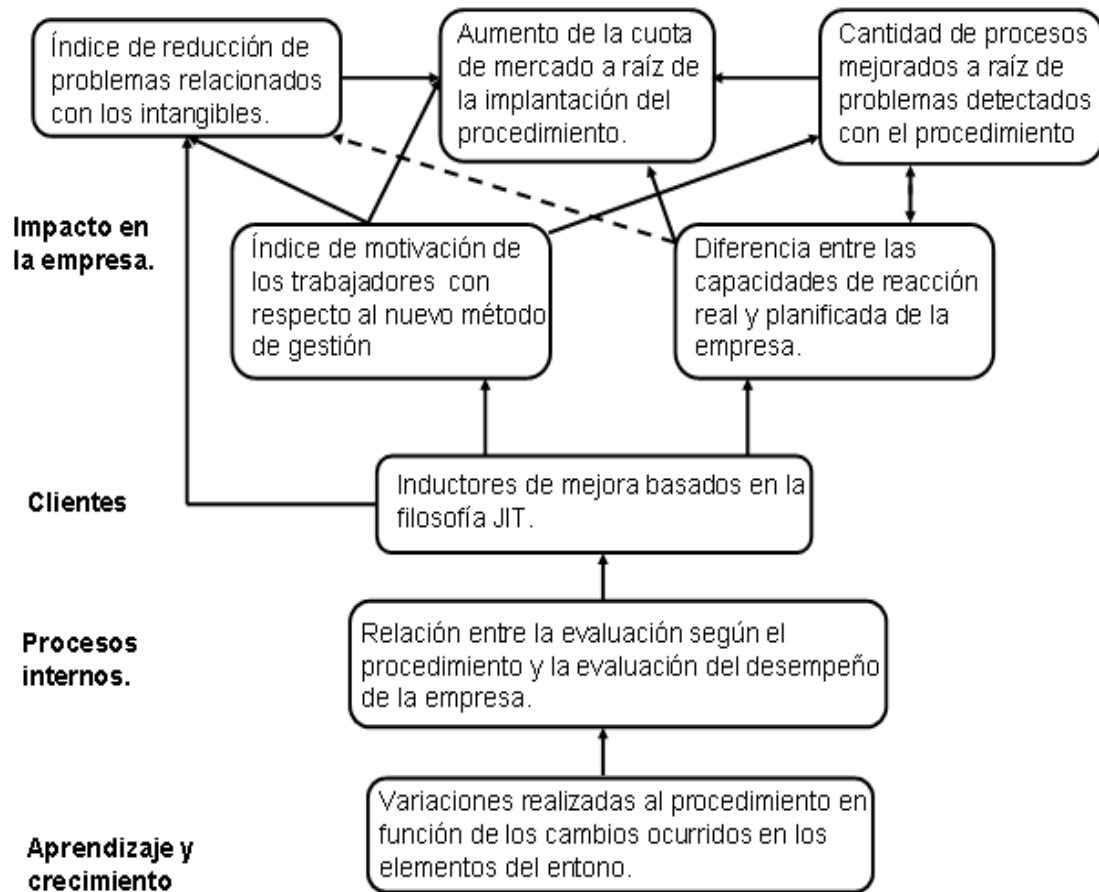 Índice de reducción de
problemas relacionados
con los intangibles.
Aumento de la cuota
de mercado a raíz de
la implantación del
procedimiento.
Cantidad de procesos
mejorados a raíz de
problemas detectados
con el procedimiento
Impacto en
la empresa.
Índice de motivación de
los trabajadores con
respecto al nuevo método
de gestión
Diferencia entre las
capacidades de reacción
real y planificada de la
empresa.
Clientes
Inductores de mejora basados en la
filosofía JIT.
Procesos
internos.
Relación entre la evaluación según el
procedimiento y la evaluación del desempeño
de la empresa.
Aprendizaje y
crecimiento
Variaciones realizadas al procedimiento en
función de los cambios ocurridos en los
elementos del entono.